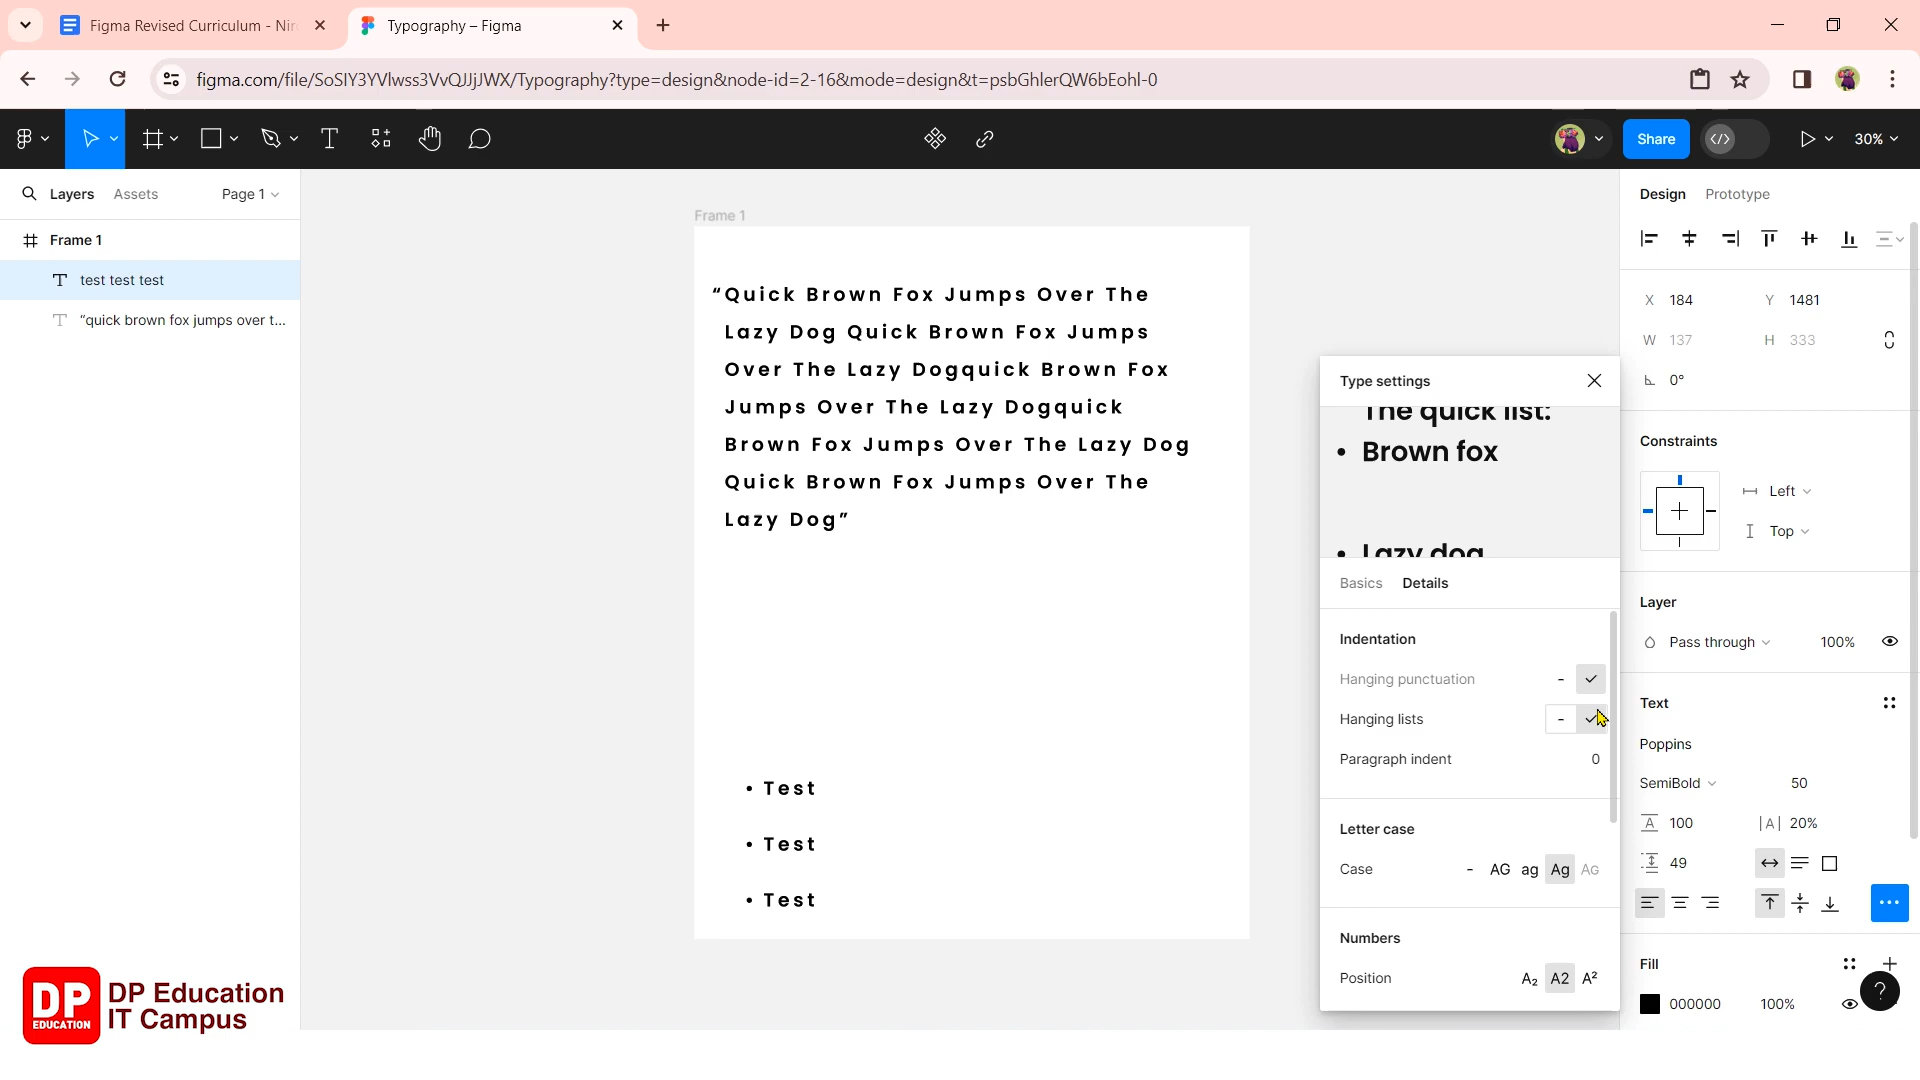 Figma Revised Curriculum - Nir
Typography – Figma
figma.com/file/SoSIY3YVlwss3VvQJJjJWX/Typography?type=design&node-id=2-16&mode=design&t=psbGhlerQW6bEohl-0
Share
30%
Layers
Assets
Page 1
Frame 1
test test test
“quick brown fox jumps over t...
Frame 1
“Quick Brown Fox Jumps Over The
Lazy Dog Quick Brown Fox Jumps
Over The Lazy Dogquick Brown Fox
Jumps Over The Lazy Dogquick
Brown Fox Jumps Over The Lazy Dog
Quick Brown Fox Jumps Over The
Lazy Dog”
• Test
• Test
• Test
Type settings
The quick list:
• Brown fox
• Lazy dog
Basics
Details
Indentation
Hanging punctuation -
Hanging lists -
Paragraph indent 0
Letter case
Case - AG ag Ag AG
Numbers
Position A₂ A2 A²
Design
Prototype
X 184 Y 1481
W 137 H 333
0°
Constraints
Left
Top
Layer
Pass through 100%
Text
Poppins
SemiBold 50
A 100 |A| 20%
49
Fill
000000 100%
?
DP
EDUCATION
DP Education
IT Campus